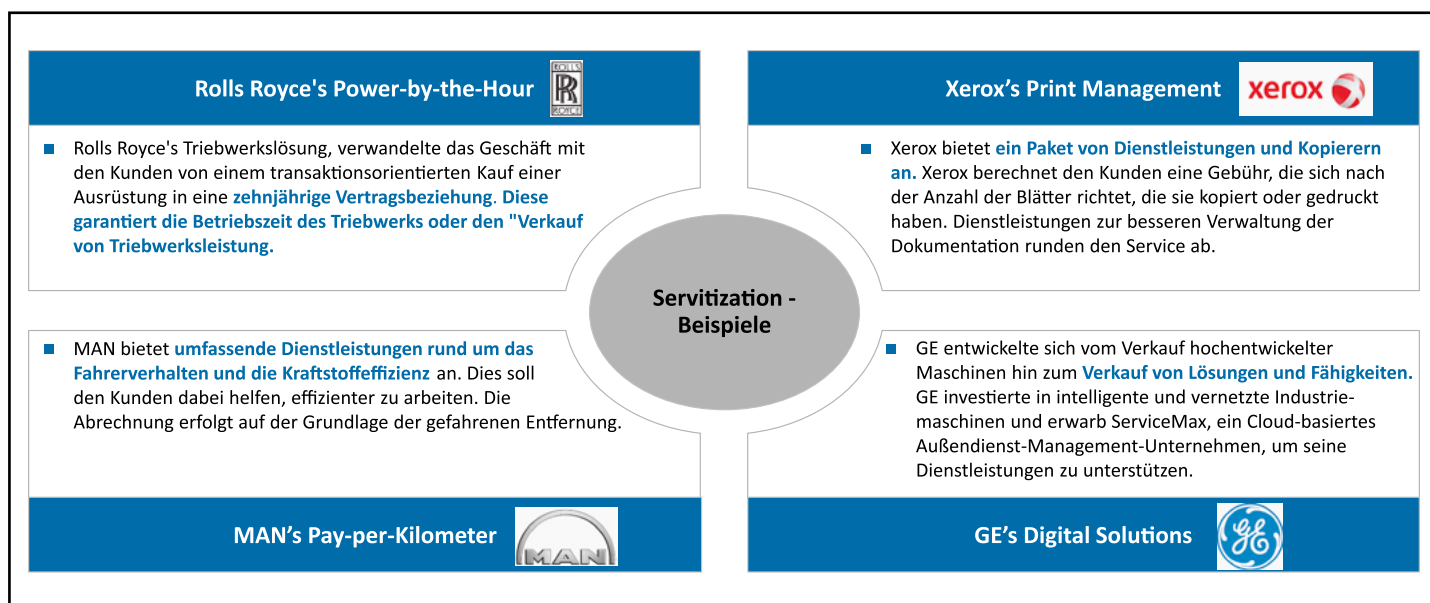 Rolls Royce's Power-by-the-Hour
ROLLS
RR
ROYCE
Rolls Royce's Triebwerkslösung, verwandelte das Geschäft mit
den Kunden von einem transaktionsorientierten Kauf einer
Ausrüstung in eine zehnjährige Vertragsbeziehung. Diese
garantiert die Betriebszeit des Triebwerks oder den "Verkauf
von Triebwerksleistung.
Xerox's Print Management
xerox
Xerox bietet ein Paket von Dienstleistungen und Kopierern
an. Xerox berechnet den Kunden eine Gebühr, die sich nach
der Anzahl der Blätter richtet, die sie kopiert oder gedruckt
haben. Dienstleistungen zur besseren Verwaltung der
Dokumentation runden den Service ab.
Servitization -
Beispiele
MAN bietet umfassende Dienstleistungen rund um das
Fahrerverhalten und die Kraftstoffeffizienz an. Dies soll
den Kunden dabei helfen, effizienter zu arbeiten. Die
Abrechnung erfolgt auf der Grundlage der gefahrenen Entfernung.
MAN's Pay-per-Kilometer
MAN
GE entwickelte sich vom Verkauf hochentwickelter
Maschinen hin zum Verkauf von Lösungen und Fähigkeiten.
GE investierte in intelligente und vernetzte Industrie-
maschinen und erwarb ServiceMax, ein Cloud-basiertes
Außendienst-Management-Unternehmen, um seine
Dienstleistungen zu unterstützen.
GE's Digital Solutions
GE